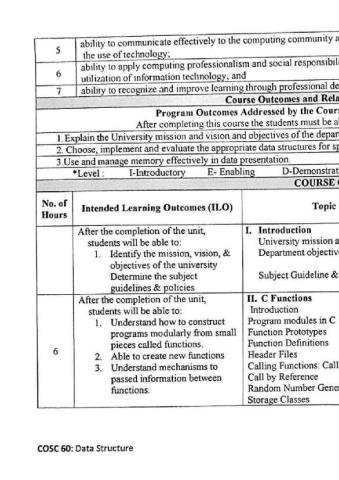 5 ability to communicate effectively to the computing community a
the use of technology;
6 ability to apply computing professionalism and social responsibil
utilization of information technology; and
7 ability to recognize and improve learning through professional de
Course Outcomes and Rela
Program Outcomes Addressed by the Cour
After completing this course the students must be a
1.Explain the University mission and vision and objectives of the depar
2. Choose, implement and evaluate the appropriate data structures for sp
3.Use and manage memory effectively in data presentation.
*Level : I-Introductory E- Enabling D-Demonstrat
COURSE
No. of Hours Intended Learning Outcomes (ILO) Topic
After the completion of the unit,
students will be able to:
1. Identify the mission, vision, &
objectives of the university
Determine the subject
guidelines & policies
I. Introduction
University mission a
Department objectiv
Subject Guideline &
6
After the completion of the unit,
students will be able to:
1. Understand how to construct
programs modularly from small
pieces called functions.
2. Able to create new functions
3. Understand mechanisms to
passed information between
functions.
II. C Functions
Introduction
Program modules in C
Function Prototypes
Function Definitions
Header Files
Calling Functions: Call
Call by Reference
Random Number Gene
Storage Classes
COSC 60: Data Structure